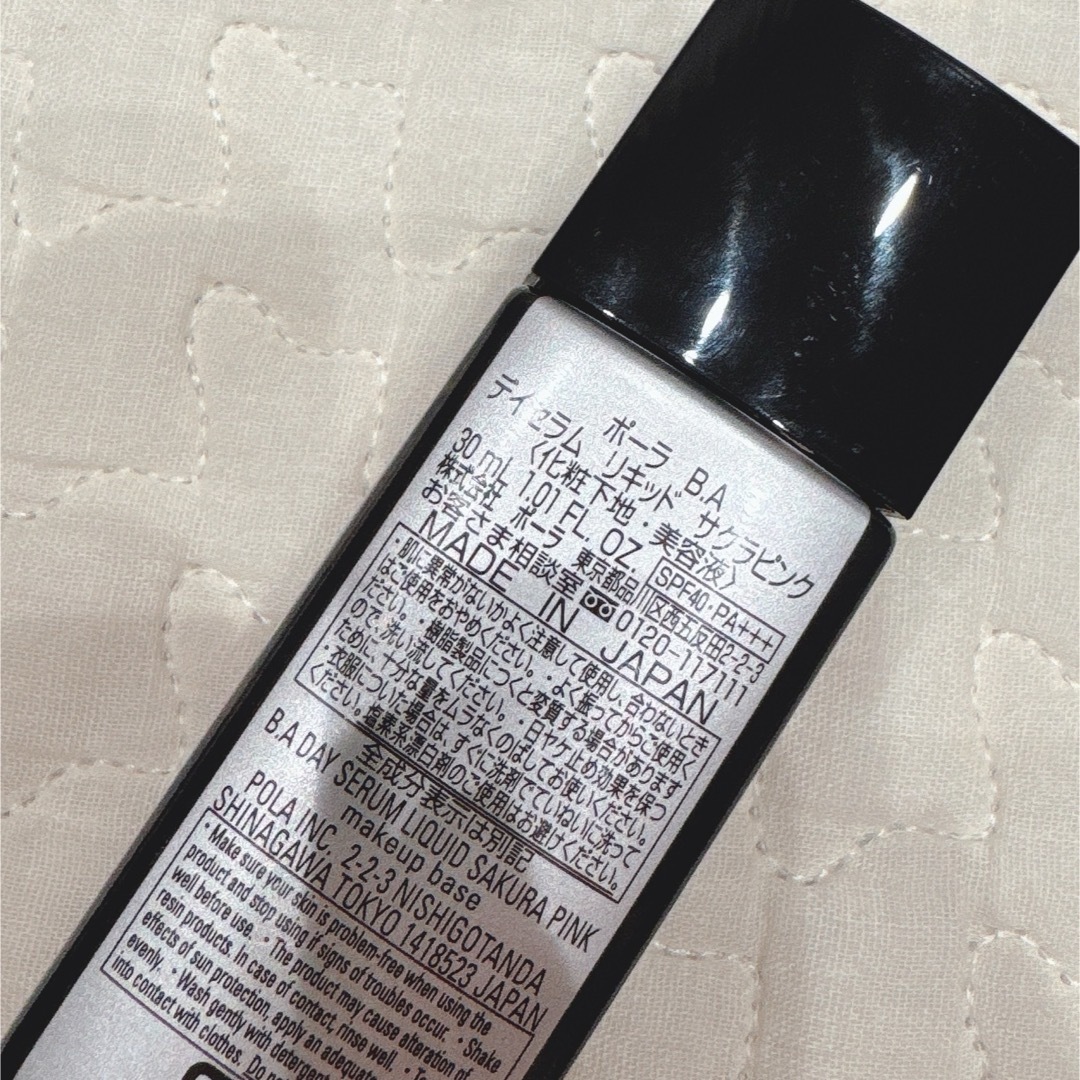 ポーラ B.A
デイセラム リキッド サクラピンク
〈化粧下地・美容液〉
30 mL 1.01 FL. OZ. SPF40・PA+++
株式会社 ポーラ 東京都品川区西五反田2-2-3
お客さま相談室 0120-117111
MADE IN JAPAN
・肌に異常がないかよく注意して使用し、合わないとき
はご使用をおやめください。・よく振ってからご使用く
ださい。・樹脂製品につくと変質する場合があります
ので、洗い流してください。・日ヤケ止め効果を保つ
ために、十分な量をムラなくのばしてお使いください。
・衣服についた場合は、すぐに洗剤でていねいに洗って
ください。塩素系漂白剤のご使用はお避けください。
全成分表示は別記
B.A DAY SERUM LIQUID SAKURA PINK
makeup base
POLA INC, 2-2-3 NISHIGOTANDA
SHINAGAWA TOKYO 1418523 JAPAN
・Make sure your skin is problem-free when using the
product and stop using if signs of troubles occur. ・Shake
well before use. ・The product may cause alteration of
resin products. In case of contact, rinse well. ・To
effects of sun protection, apply an adequate
evenly. ・Wash gently with detergent
into contact with clothes. Do